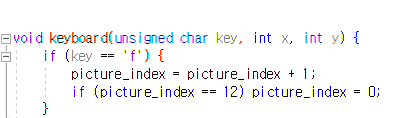 void keyboard(unsigned char key, int x, int y) {
if (key == 'f') {
picture_index = picture_index + 1;
if (picture_index == 12) picture_index = 0;
}